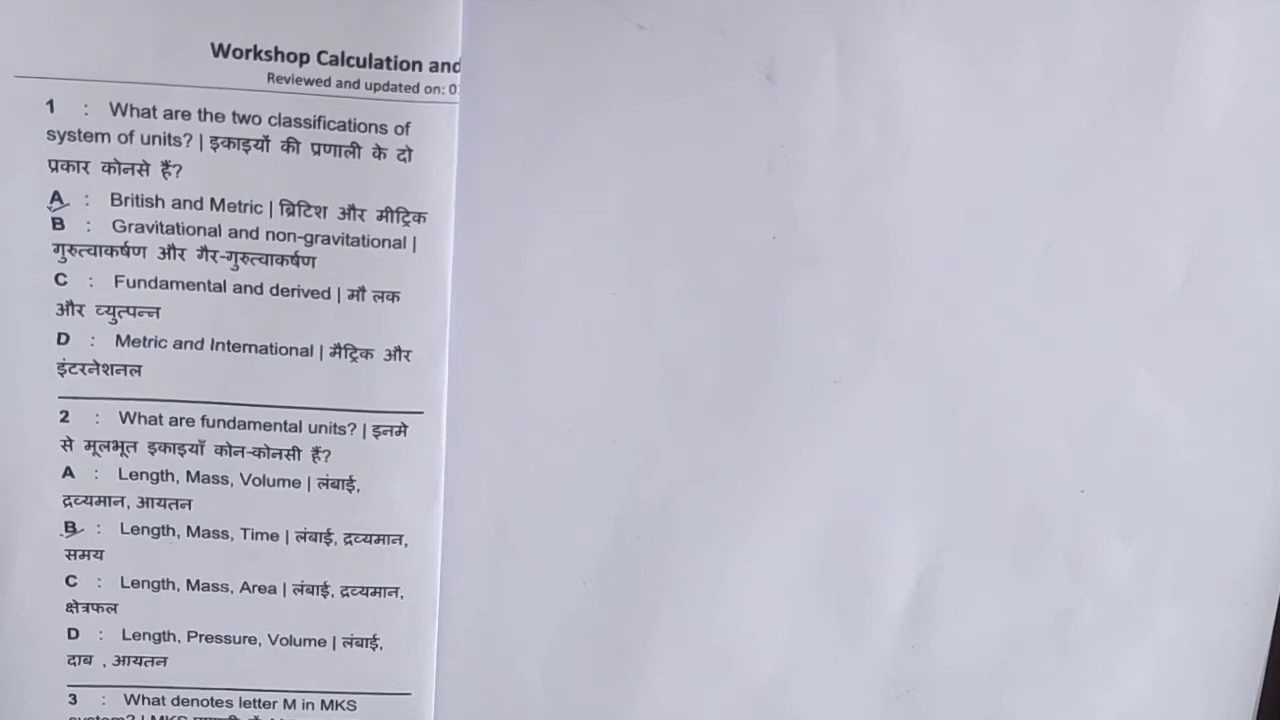 Workshop Calculation and
Reviewed and updated on: 0
1 : What are the two classifications of
system of units? | इकाइयों की प्रणाली के दो
प्रकार कोनसे हैं?
A : British and Metric | ब्रिटिश और मीट्रिक
B : Gravitational and non-gravitational |
गुरुत्वाकर्षण और गैर-गुरुत्वाकर्षण
C : Fundamental and derived | मौ लक
और व्युत्पन्न
D : Metric and International | मैट्रिक और
इंटरनेशनल
2 : What are fundamental units? | इनमे
से मूलभूत इकाइयाँ कोन-कोनसी हैं?
A : Length, Mass, Volume | लंबाई,
द्रव्यमान, आयतन
B : Length, Mass, Time | लंबाई, द्रव्यमान,
समय
C : Length, Mass, Area | लंबाई, द्रव्यमान,
क्षेत्रफल
D : Length, Pressure, Volume | लंबाई,
दाब , आयतन
3 : What denotes letter M in MKS
system? | MKS